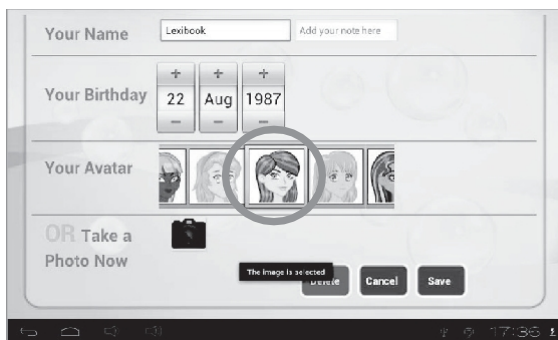 Your Name Lexibook Add your note here
+ + +
Your Birthday 22 Aug 1987
— — —
Your Avatar
OR Take a
Photo Now
The image is selected
Delete Cancel Save
17:36